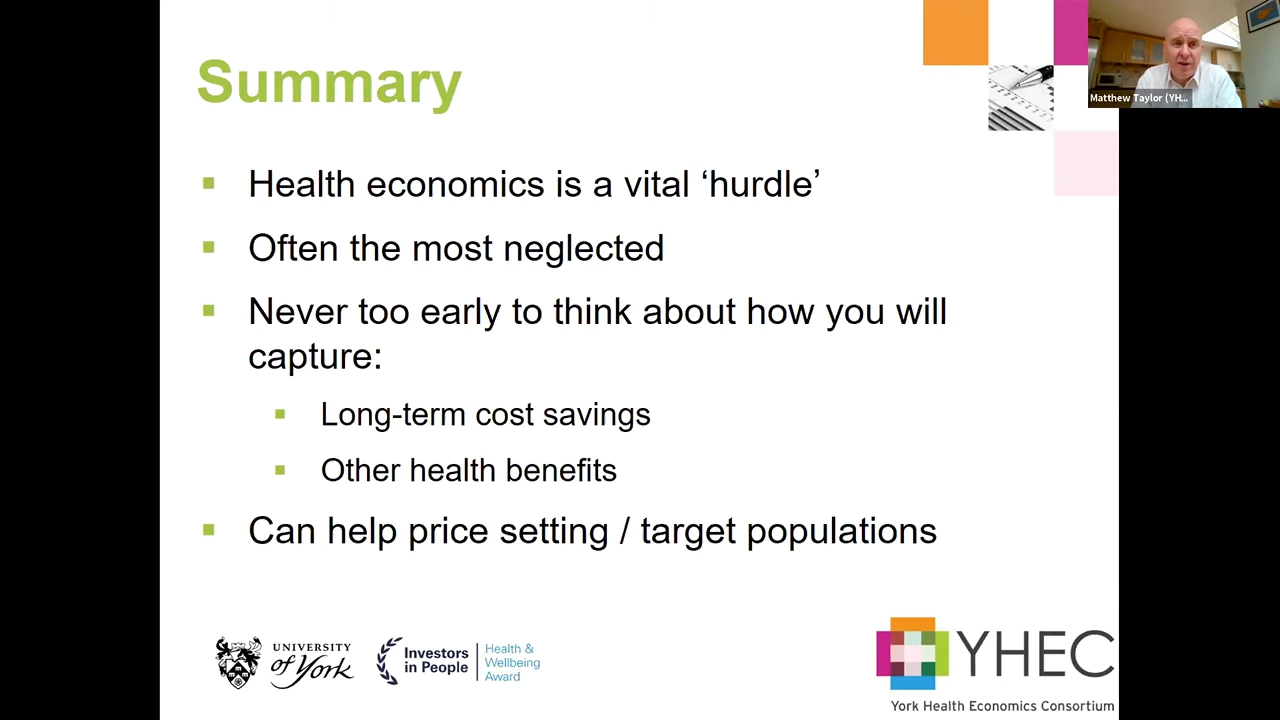 Summary
Matthew Taylor (YH...
Health economics is a vital ‘hurdle’
Often the most neglected
Never too early to think about how you will
capture:
Long-term cost savings
Other health benefits
Can help price setting / target populations
UNIVERSITY
of York
Investors
in People
Health &
Wellbeing
Award
YHEC
York Health Economics Consortium